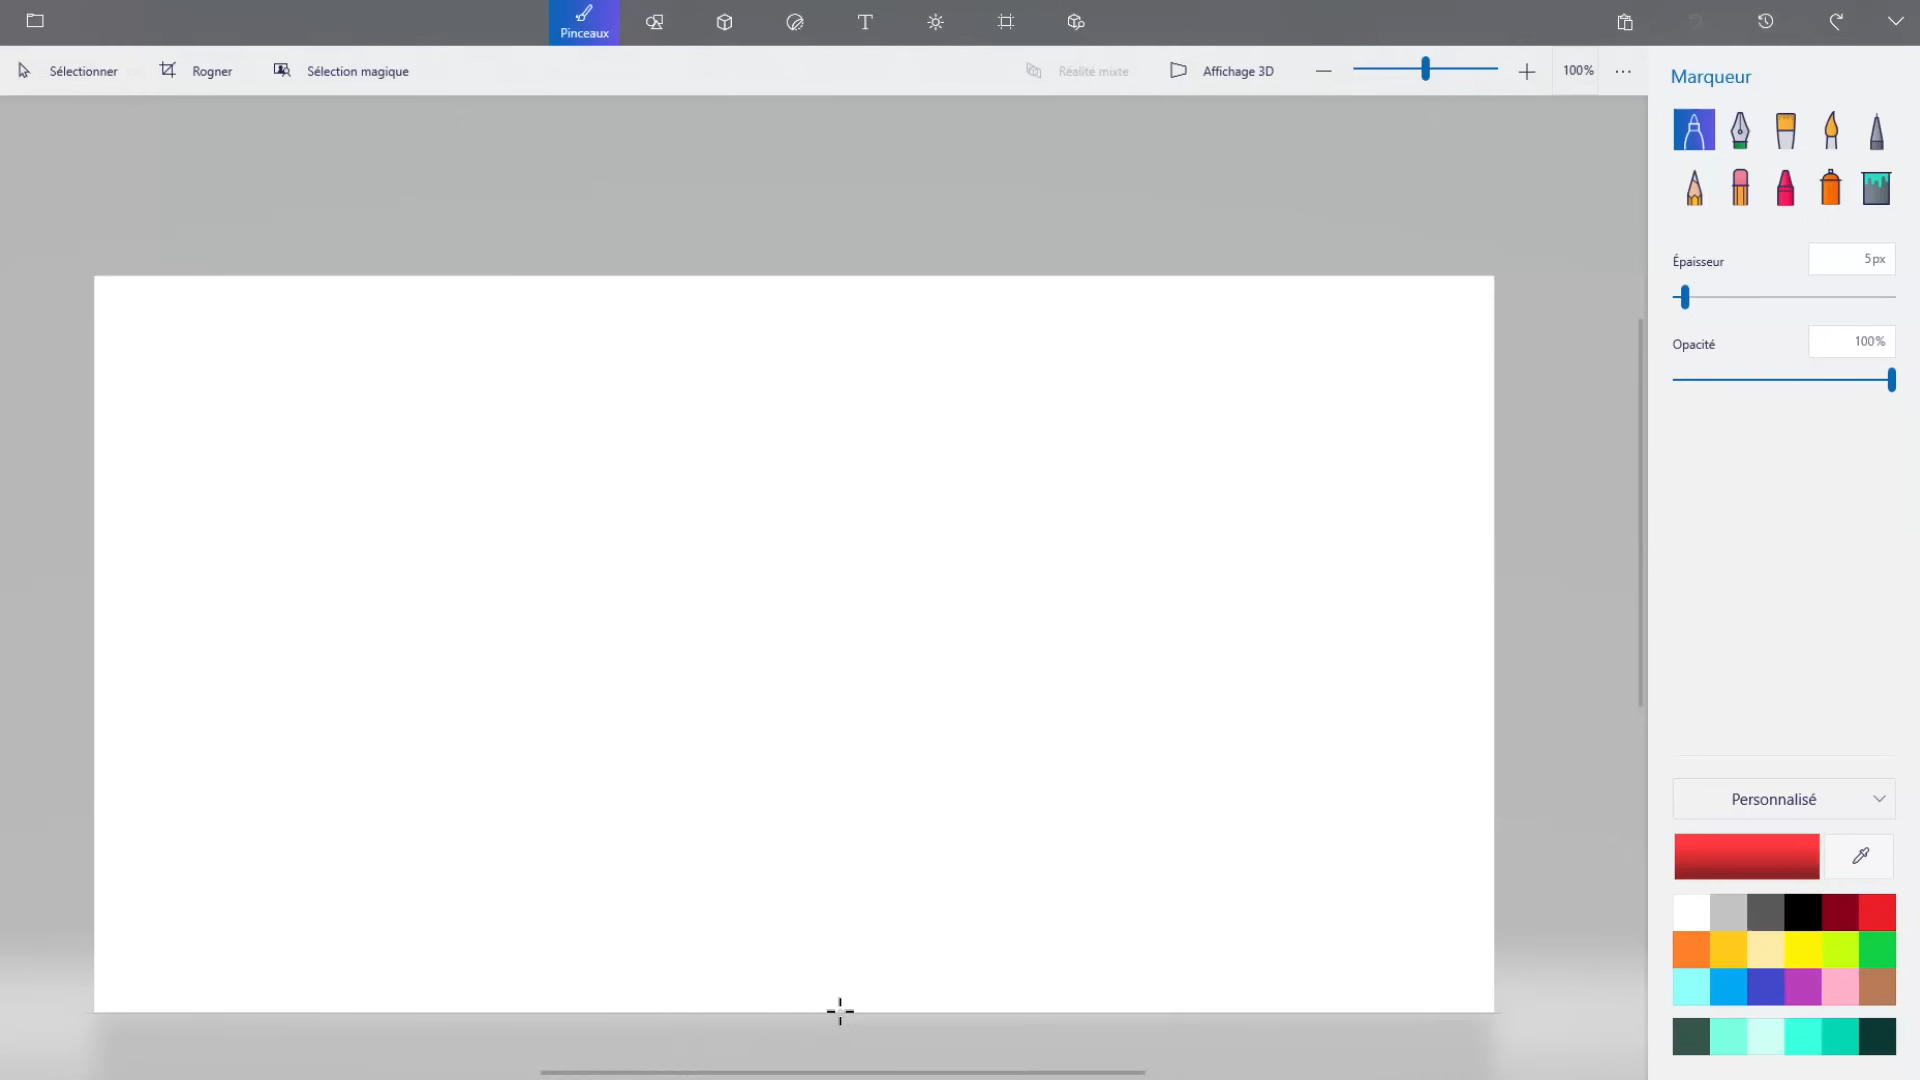 Pinceaux
Sélectionner
Rogner
Sélection magique
Réalité mixte
Affichage 3D
100%
Marqueur
Épaisseur
5px
Opacité
100%
Personnalisé